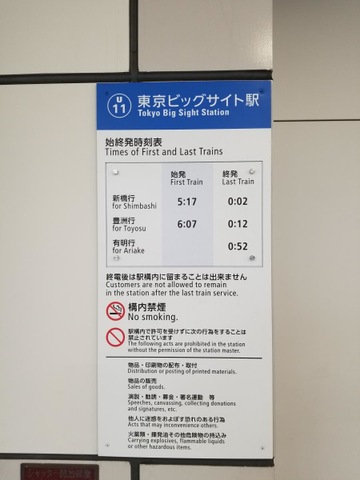 U
11
東京ビッグサイト駅
Tokyo Big Sight Station
始終発時刻表
Times of First and Last Trains
始発 終発
First Train Last Train
新橋行 5:17 0:02
for Shimbashi
豊洲行 6:07 0:12
for Toyosu
有明行 0:52
for Ariake
終電後は駅構内に留まることは出来ません
Customers are not allowed to remain
in the station after the last train service.
構内禁煙
No smoking.
駅構内で許可を受けずに次の行為をすることは
禁止されています
The following acts are prohibited in the station
without the permission of the station master.
物品・印刷物の配布・取付
Distribution or posting of printed materials.
物品の販売
Sales of goods.
演説・勧誘・募金・署名運動 等
Speeches, canvassing, collecting donations
and signatures, etc.
他人に迷惑をおよぼす恐れのある行為
Acts that may inconvenience others.
火薬類・揮発油その他危険物の持込み
Carrying explosives, flammable liquids
or other hazardous items.